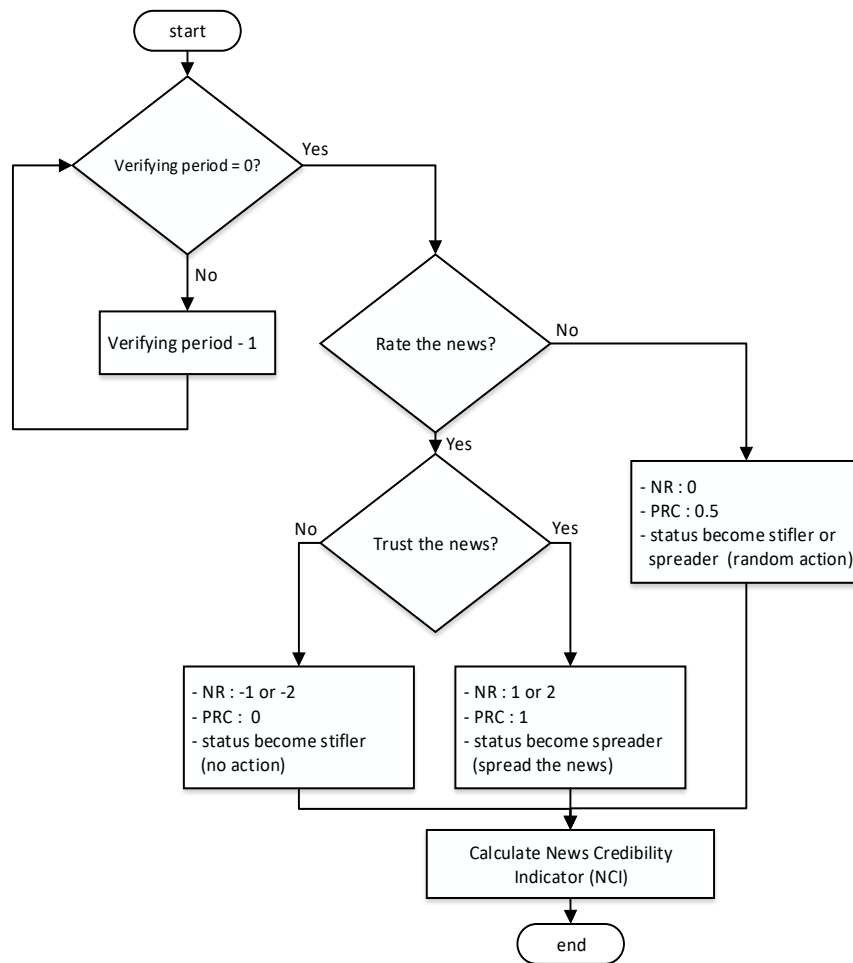 start
Verifying period = 0?
Yes
No
Verifying period - 1
Rate the news?
No
Yes
- NR : 0
- PRC : 0.5
- status become stifler or
spreader (random action)
Trust the news?
No
Yes
- NR : -1 or -2
- PRC : 0
- status become stifler
(no action)
- NR : 1 or 2
- PRC : 1
- status become spreader
(spread the news)
Calculate News Credibility
Indicator (NCI)
end